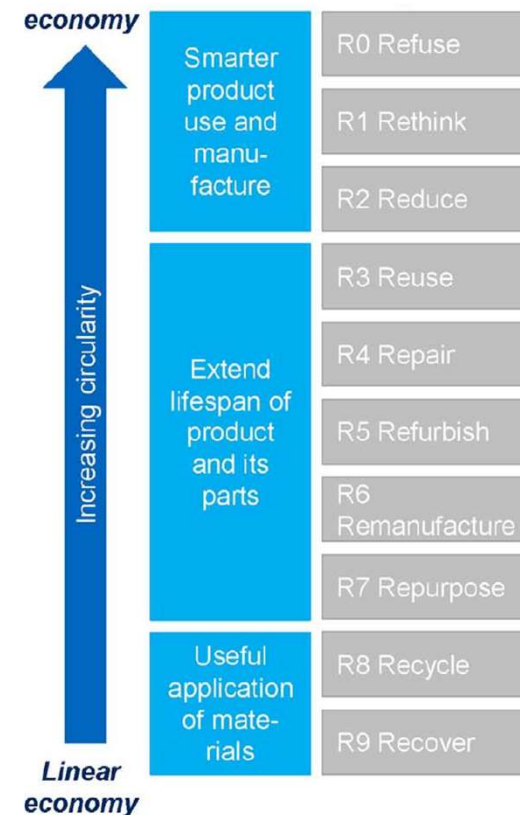 economy
Increasing circularity
Linear
economy
Smarter
product
use and
manu-
facture
R0 Refuse
R1 Rethink
R2 Reduce
Extend
lifespan of
product
and its
parts
R3 Reuse
R4 Repair
R5 Refurbish
R6
Remanufacture
R7 Repurpose
Useful
application
of mate-
rials
R8 Recycle
R9 Recover